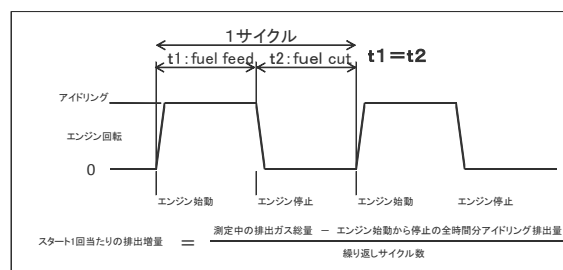 1サイクル
t1:fuel feed t2:fuel cut t1=t2
アイドリング
エンジン回転
0
エンジン始動 エンジン停止 エンジン始動 エンジン停止
スタート1回当たりの排出増量 = 測定中の排出ガス総量 － エンジン始動から停止の全時間分アイドリング排出量
繰り返しサイクル数